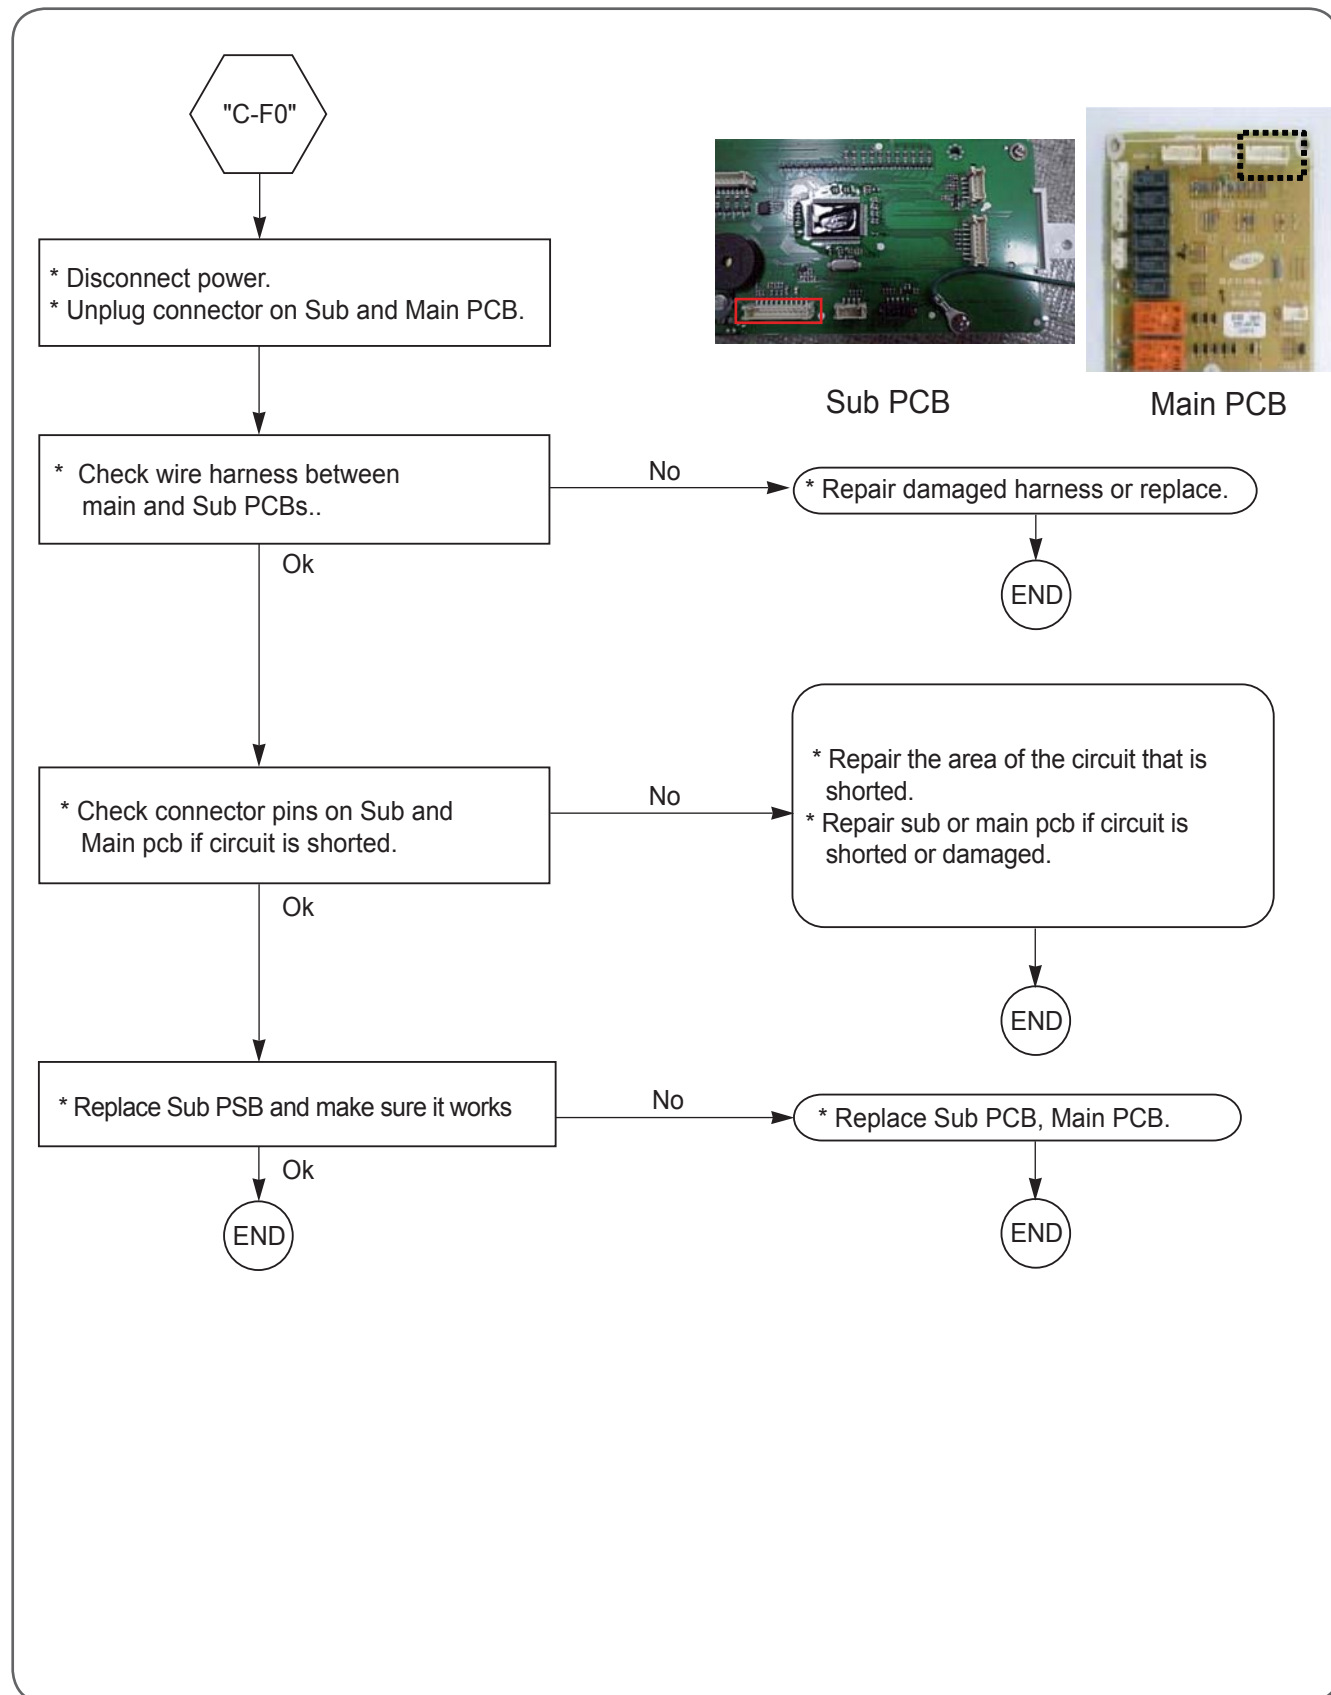 "C-F0"
* Disconnect power.
* Unplug connector on Sub and Main PCB.
Sub PCB
Main PCB
* Check wire harness between
main and Sub PCBs..
No
* Repair damaged harness or replace.
Ok
END
* Check connector pins on Sub and
Main pcb if circuit is shorted.
No
* Repair the area of the circuit that is
shorted.
* Repair sub or main pcb if circuit is
shorted or damaged.
Ok
END
* Replace Sub PSB and make sure it works
No
* Replace Sub PCB, Main PCB.
Ok
END
END